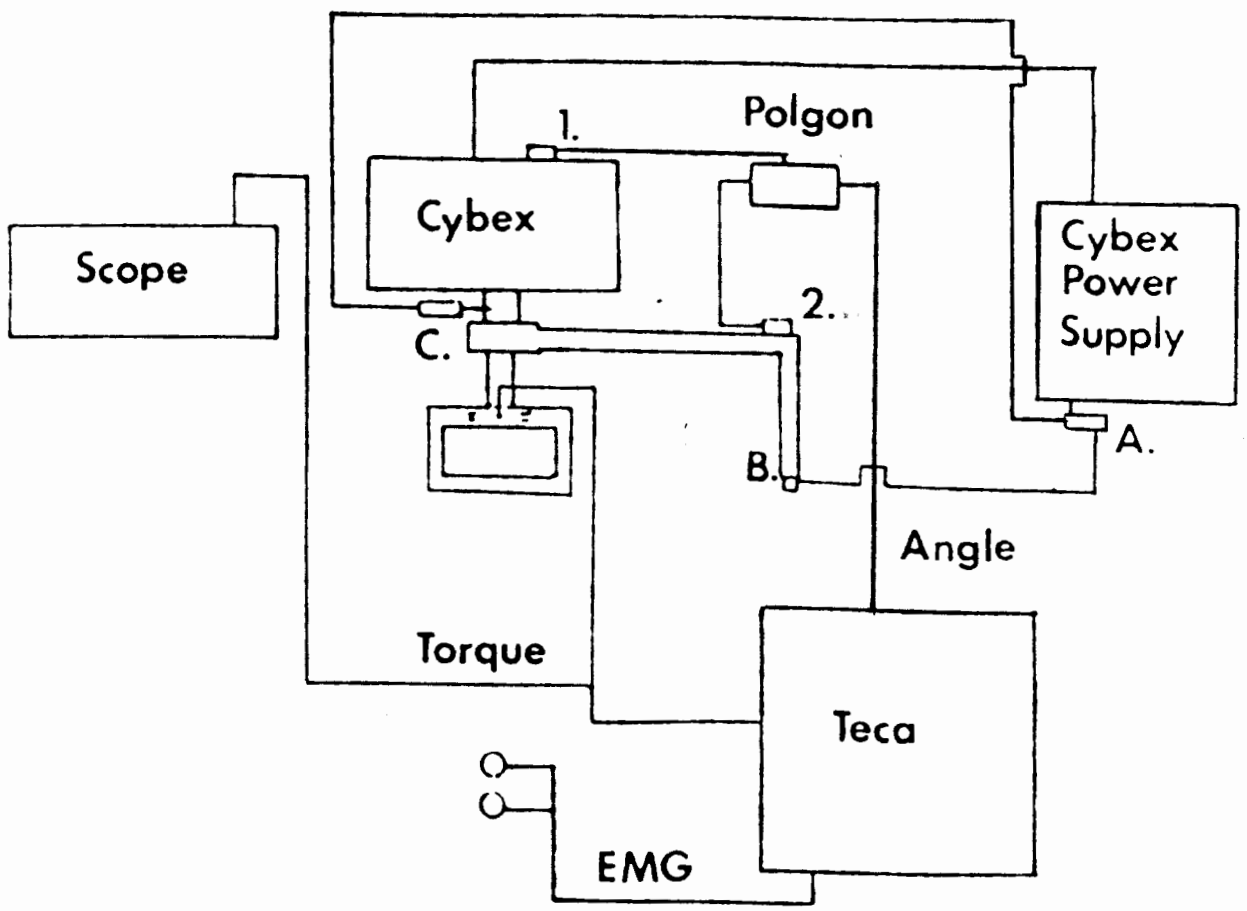 1.
Polgon
Cybex
Scope
Cybex
Power
Supply
2.
C.
A.
B.
Angle
Torque
Teca
EMG